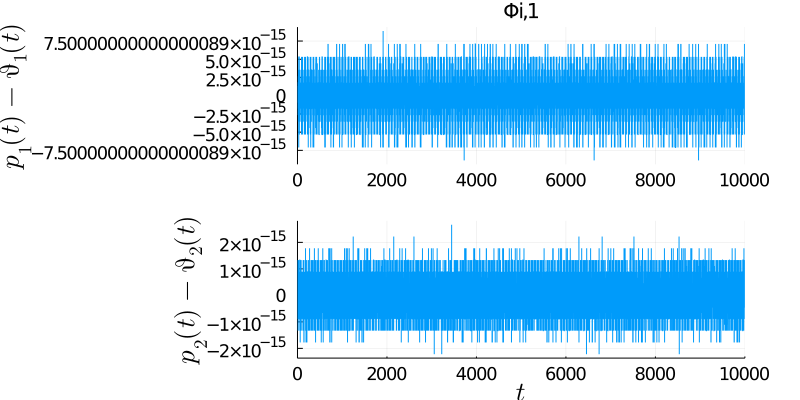 Φi,1
p₁(t) − ϑ₁(t)
7.500000000000000089×10⁻¹⁵
5.0×10⁻¹⁵
2.5×10⁻¹⁵
0
−2.5×10⁻¹⁵
−5.0×10⁻¹⁵
−7.500000000000000089×10⁻¹⁵
0 2000 4000 6000 8000 10000
p₂(t) − ϑ₂(t)
2×10⁻¹⁵
1×10⁻¹⁵
0
−1×10⁻¹⁵
−2×10⁻¹⁵
0 2000 4000 6000 8000 10000
t